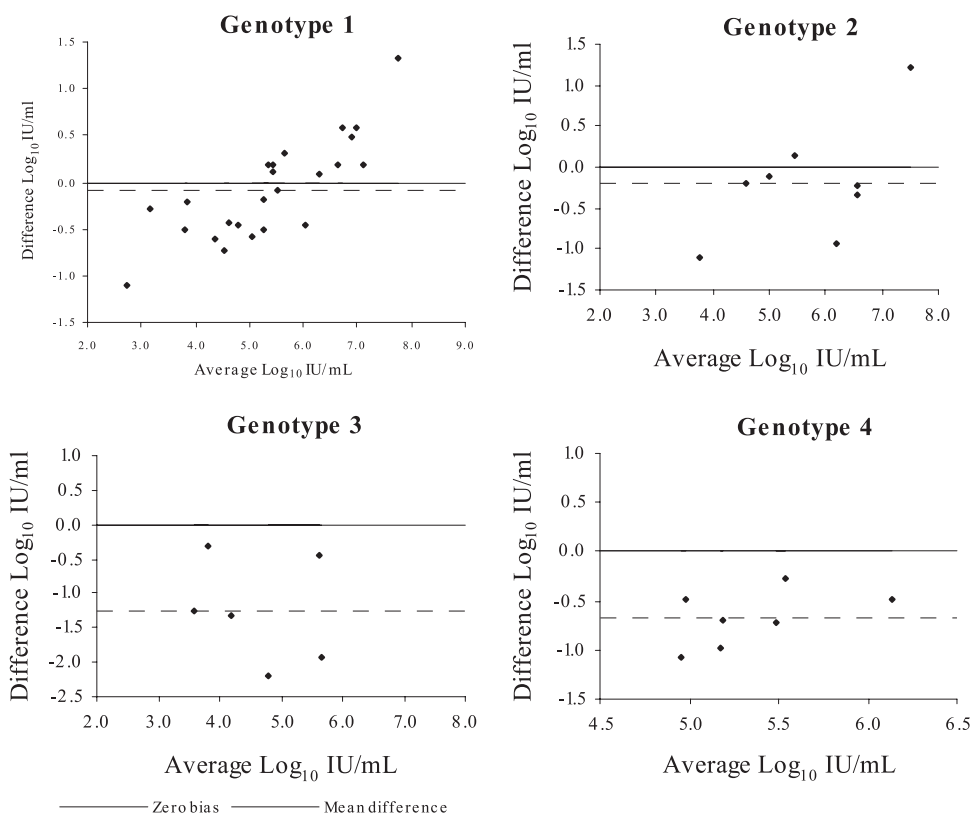 Genotype 1
1.5
1.0
0.5
0.0
-0.5
-1.0
-1.5
2.0 3.0 4.0 5.0 6.0 7.0 8.0 9.0
Difference Log10 IU/ml
Average Log10 IU/mL
Genotype 2
1.5
1.0
0.5
0.0
-0.5
-1.0
-1.5
2.0 3.0 4.0 5.0 6.0 7.0 8.0
Difference Log10 IU/ml
Average Log10 IU/mL
Genotype 3
1.0
0.5
0.0
-0.5
-1.0
-1.5
-2.0
-2.5
2.0 3.0 4.0 5.0 6.0 7.0 8.0
Difference Log10 IU/ml
Average Log10 IU/mL
Genotype 4
1.0
0.5
0.0
-0.5
-1.0
-1.5
4.5 5.0 5.5 6.0 6.5
Difference Log10 IU/ml
Average Log10 IU/mL
Zero bias Mean difference